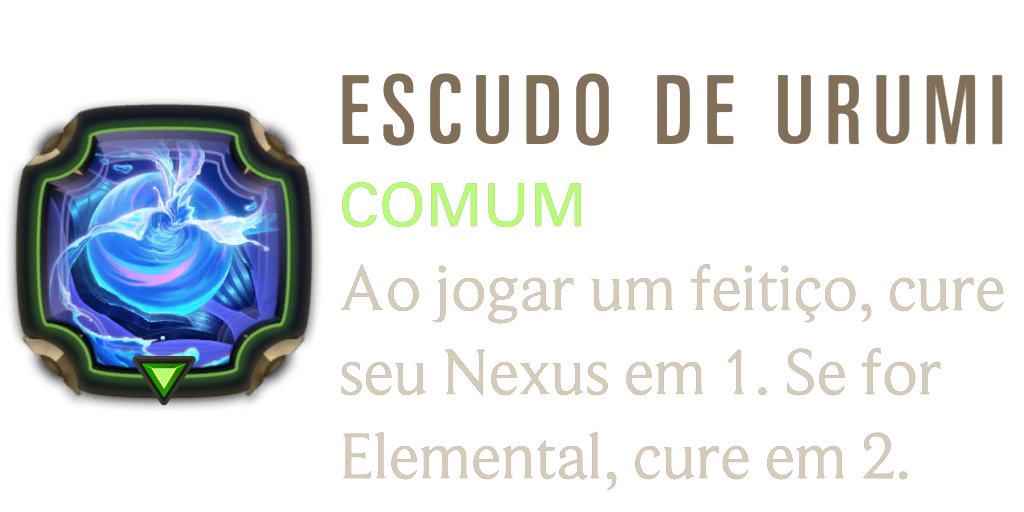 ESCUDO DE URUMI
COMUM
Ao jogar um feitiço, cure
seu Nexus em 1. Se for
Elemental, cure em 2.